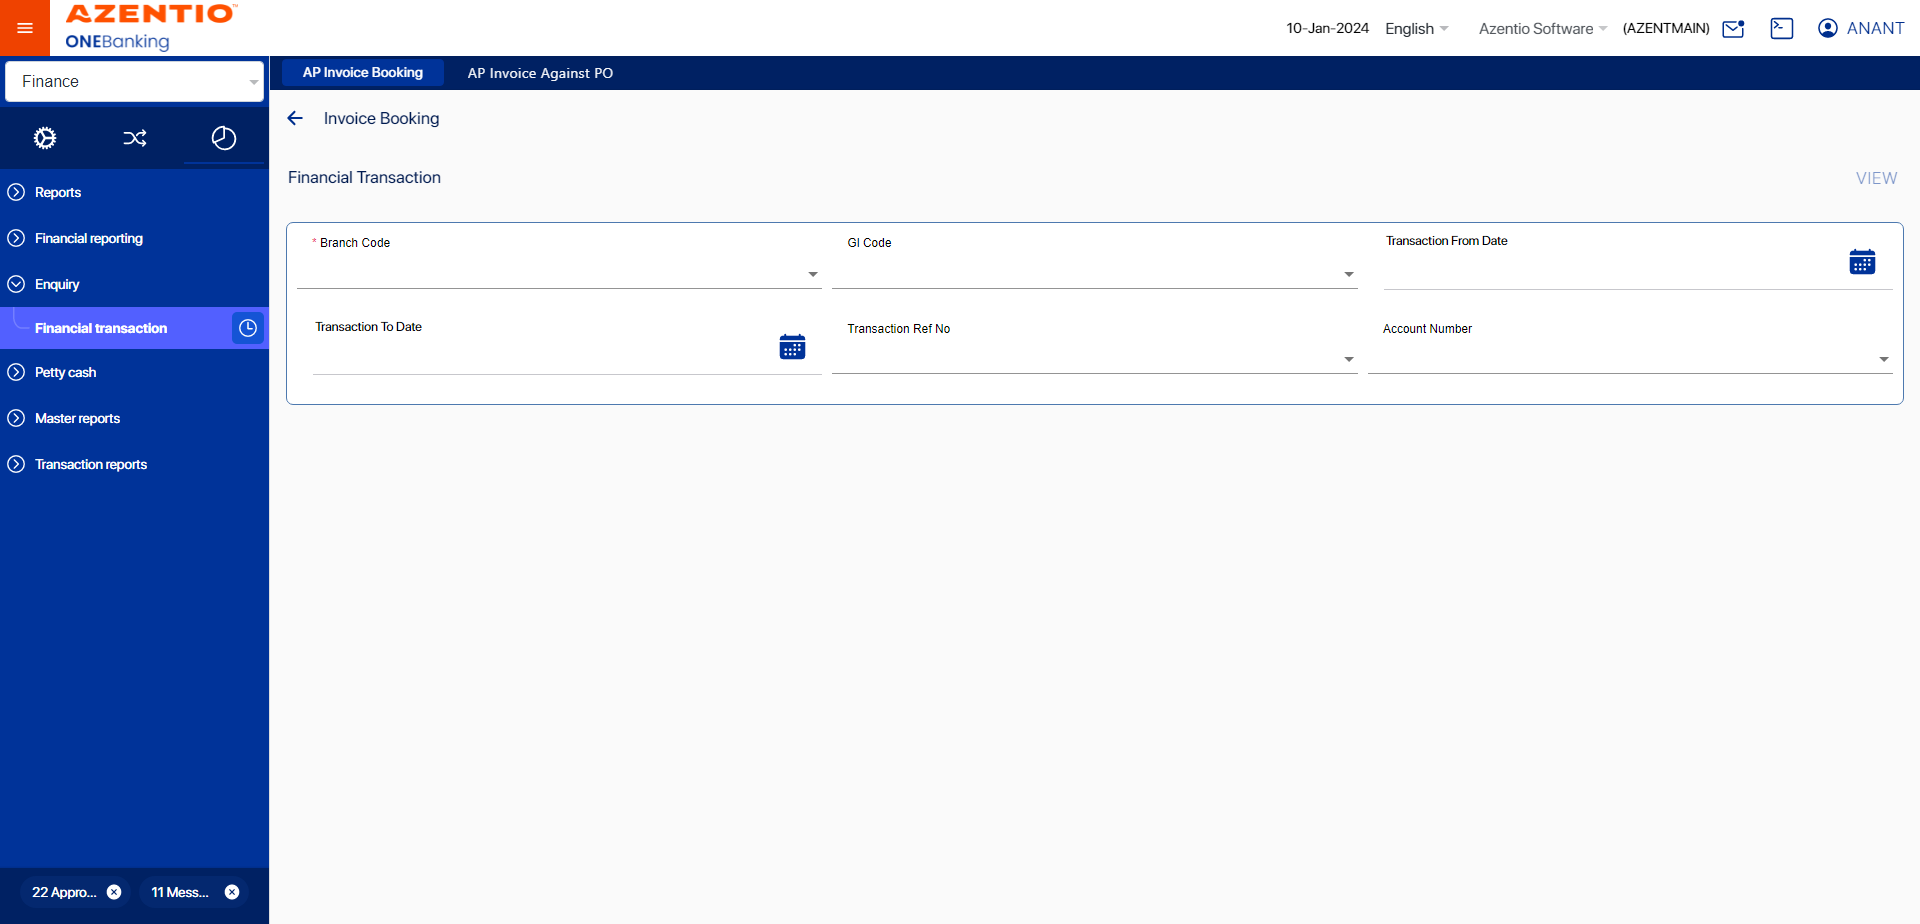 AZENTIO™
ONEBanking
10-Jan-2024 English Azentio Software (AZENTMAIN) ANANT
Finance
AP Invoice Booking AP Invoice Against PO
Invoice Booking
Financial Transaction VIEW
Reports
Financial reporting
Enquiry
Financial transaction
Petty cash
Master reports
Transaction reports
* Branch Code GI Code Transaction From Date
Transaction To Date Transaction Ref No Account Number
22 Appro... 11 Mess...